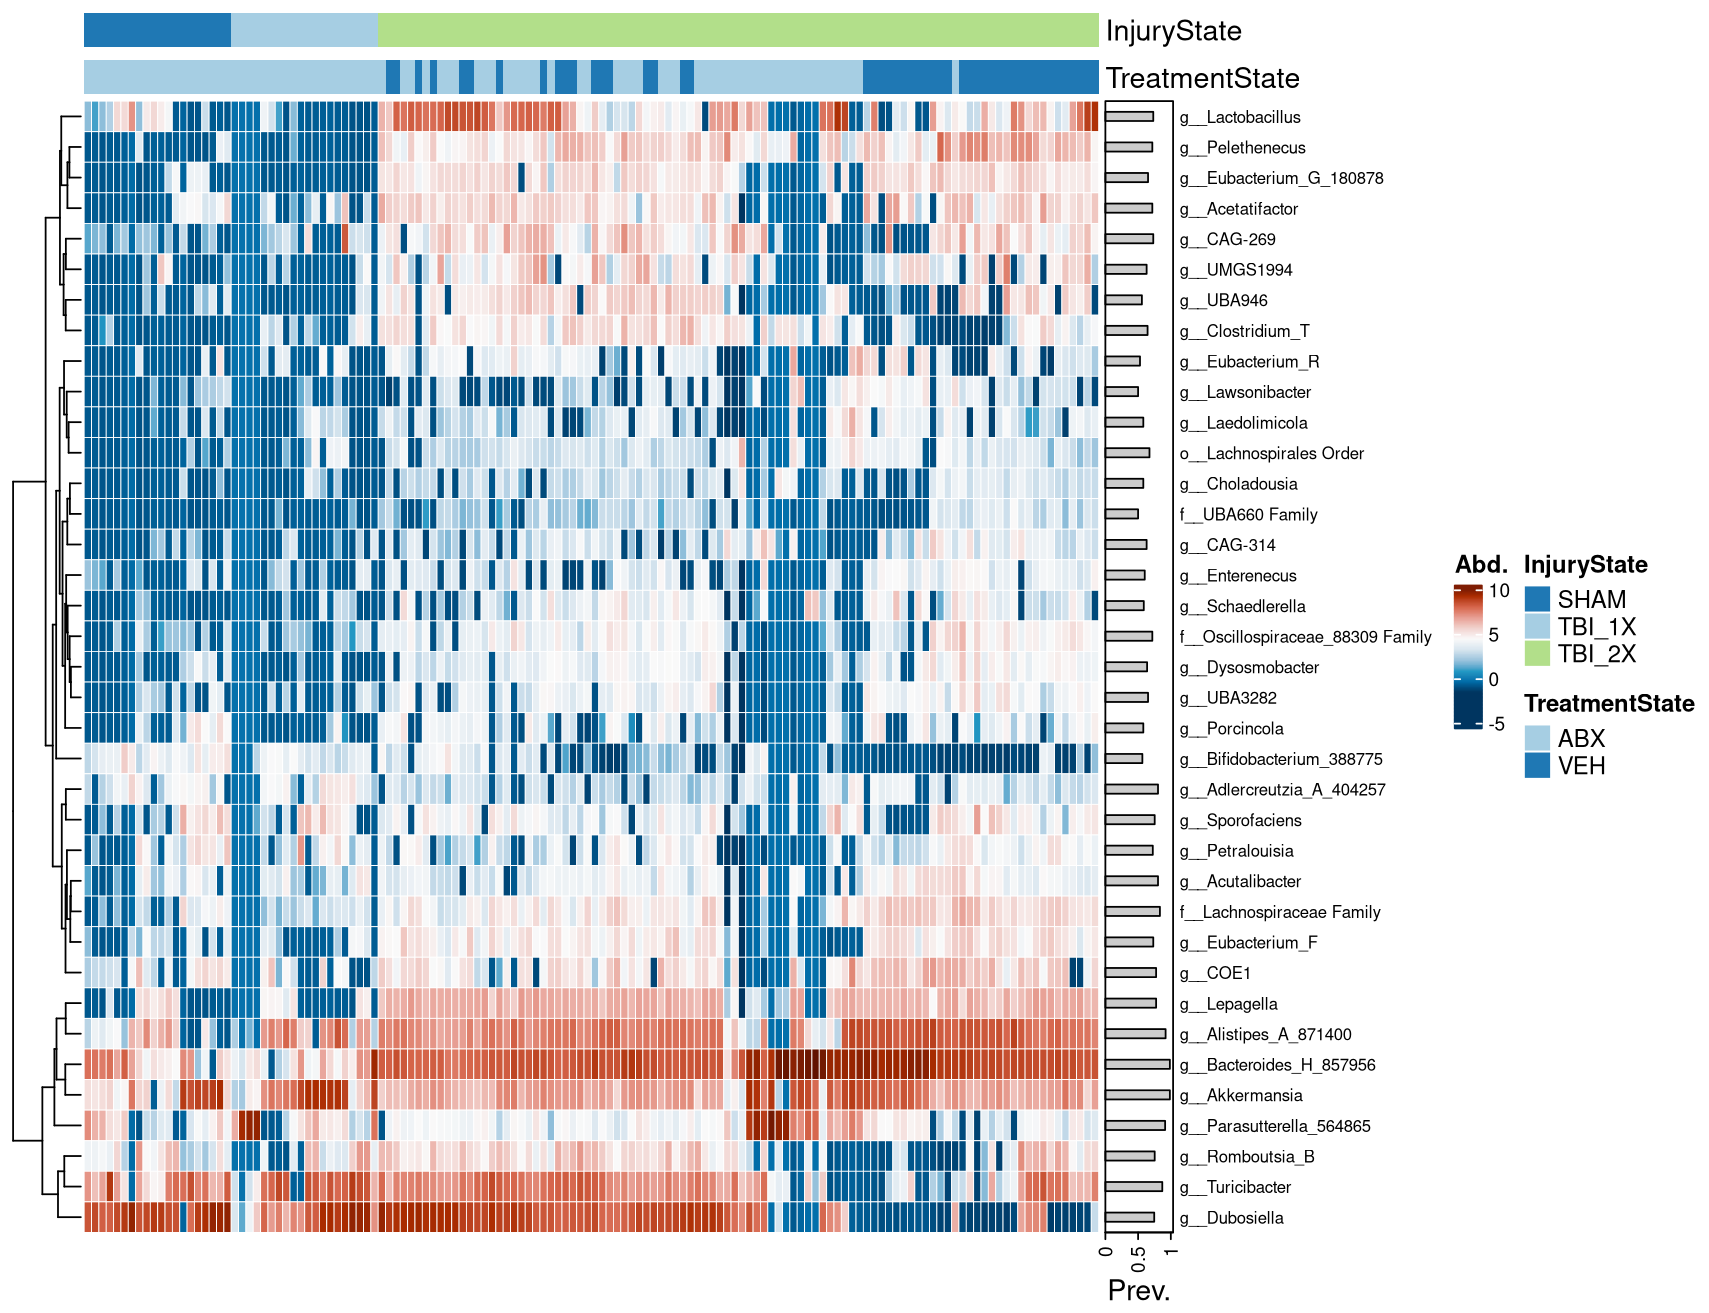 InjuryState
TreatmentState
g__Lactobacillus
g__Pelethenecus
g__Eubacterium_G_180878
g__Acetatifactor
g__CAG-269
g__UMGS1994
g__UBA946
g__Clostridium_T
g__Eubacterium_R
g__Lawsonibacter
g__Laedolimicola
o__Lachnospirales Order
g__Choladousia
f__UBA660 Family
g__CAG-314
g__Enterenecus
g__Schaedlerella
f__Oscillospiraceae_88309 Family
g__Dysosmobacter
g__UBA3282
g__Porcincola
g__Bifidobacterium_388775
g__Adlercreutzia_A_404257
g__Sporofaciens
g__Petralouisia
g__Acutalibacter
f__Lachnospiraceae Family
g__Eubacterium_F
g__COE1
g__Lepagella
g__Alistipes_A_871400
g__Bacteroides_H_857956
g__Akkermansia
g__Parasutterella_564865
g__Romboutsia_B
g__Turicibacter
g__Dubosiella
0 0.5 1
Prev.
Abd.
10
5
0
-5
InjuryState
SHAM
TBI_1X
TBI_2X
TreatmentState
ABX
VEH